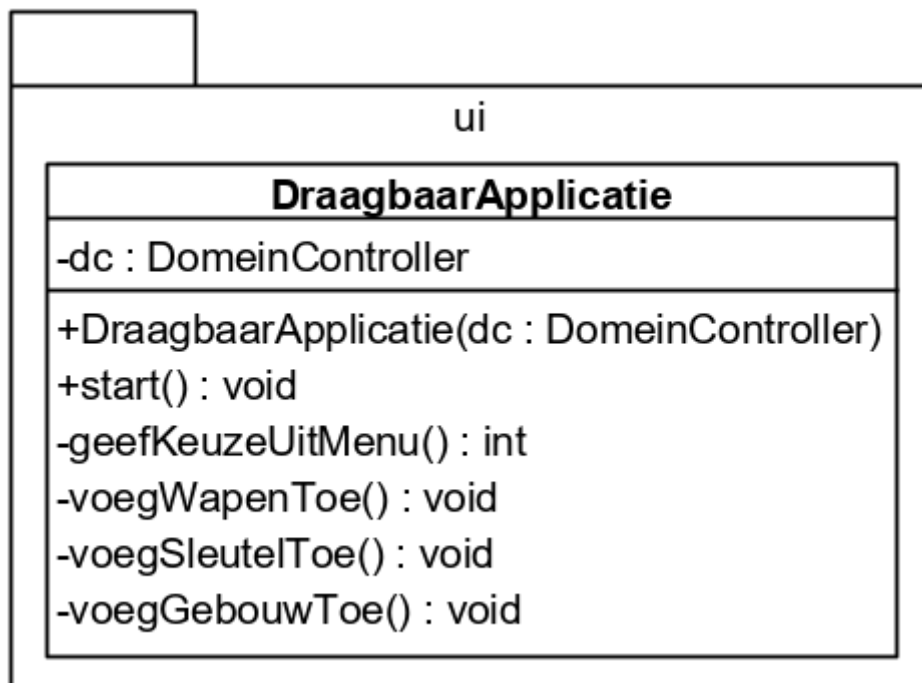 ui
DraagbaarApplicatie
-dc : DomeinController
+DraagbaarApplicatie(dc : DomeinController)
+start() : void
-geefKeuzeUitMenu() : int
-voegWapenToe() : void
-voegSleutelToe() : void
-voegGebouwToe() : void